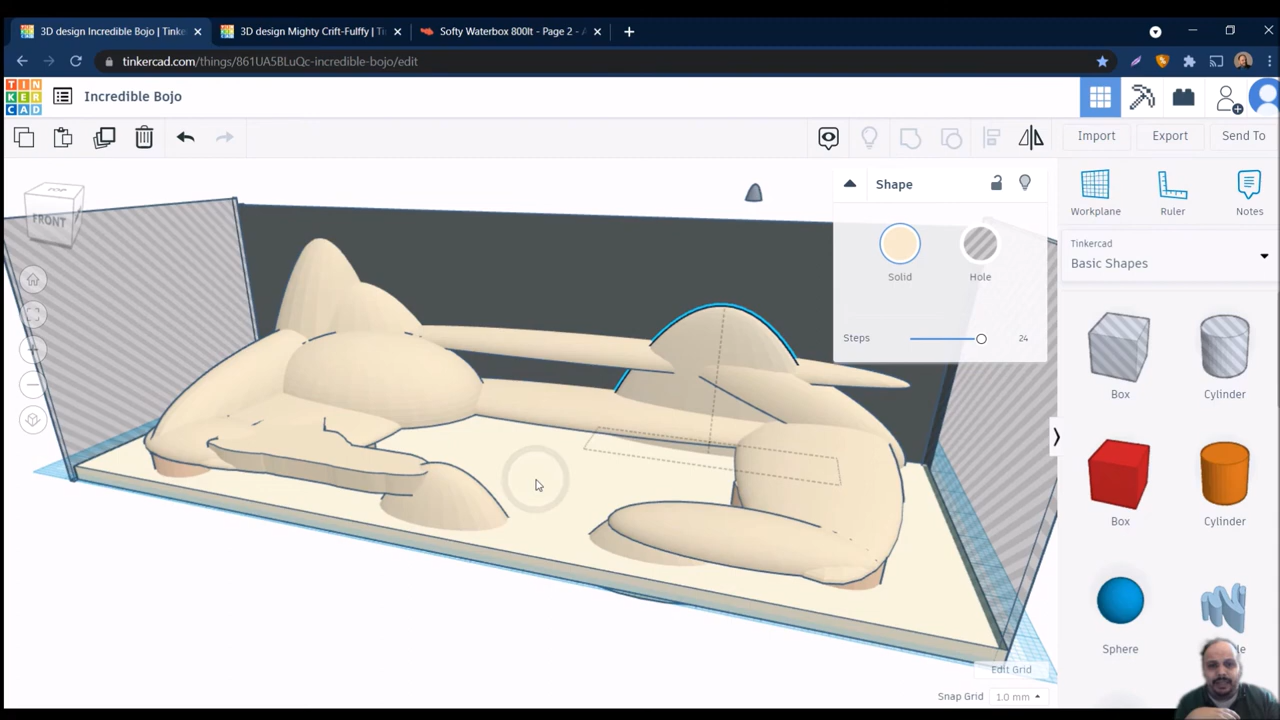 3D design Incredible Bojo | Tinke
3D design Mighty Crift-Fulffy | T
Softy Waterbox 800lt - Page 2 - A
tinkercad.com/things/861UA5BLuQc-incredible-bojo/edit
TIN
KER
CAD
Incredible Bojo
Import
Export
Send To
TOP
FRONT
Shape
Solid
Hole
Steps
24
Workplane
Ruler
Notes
Tinkercad
Basic Shapes
Box
Cylinder
Box
Cylinder
Sphere
Edit Grid
Snap Grid
1.0 mm